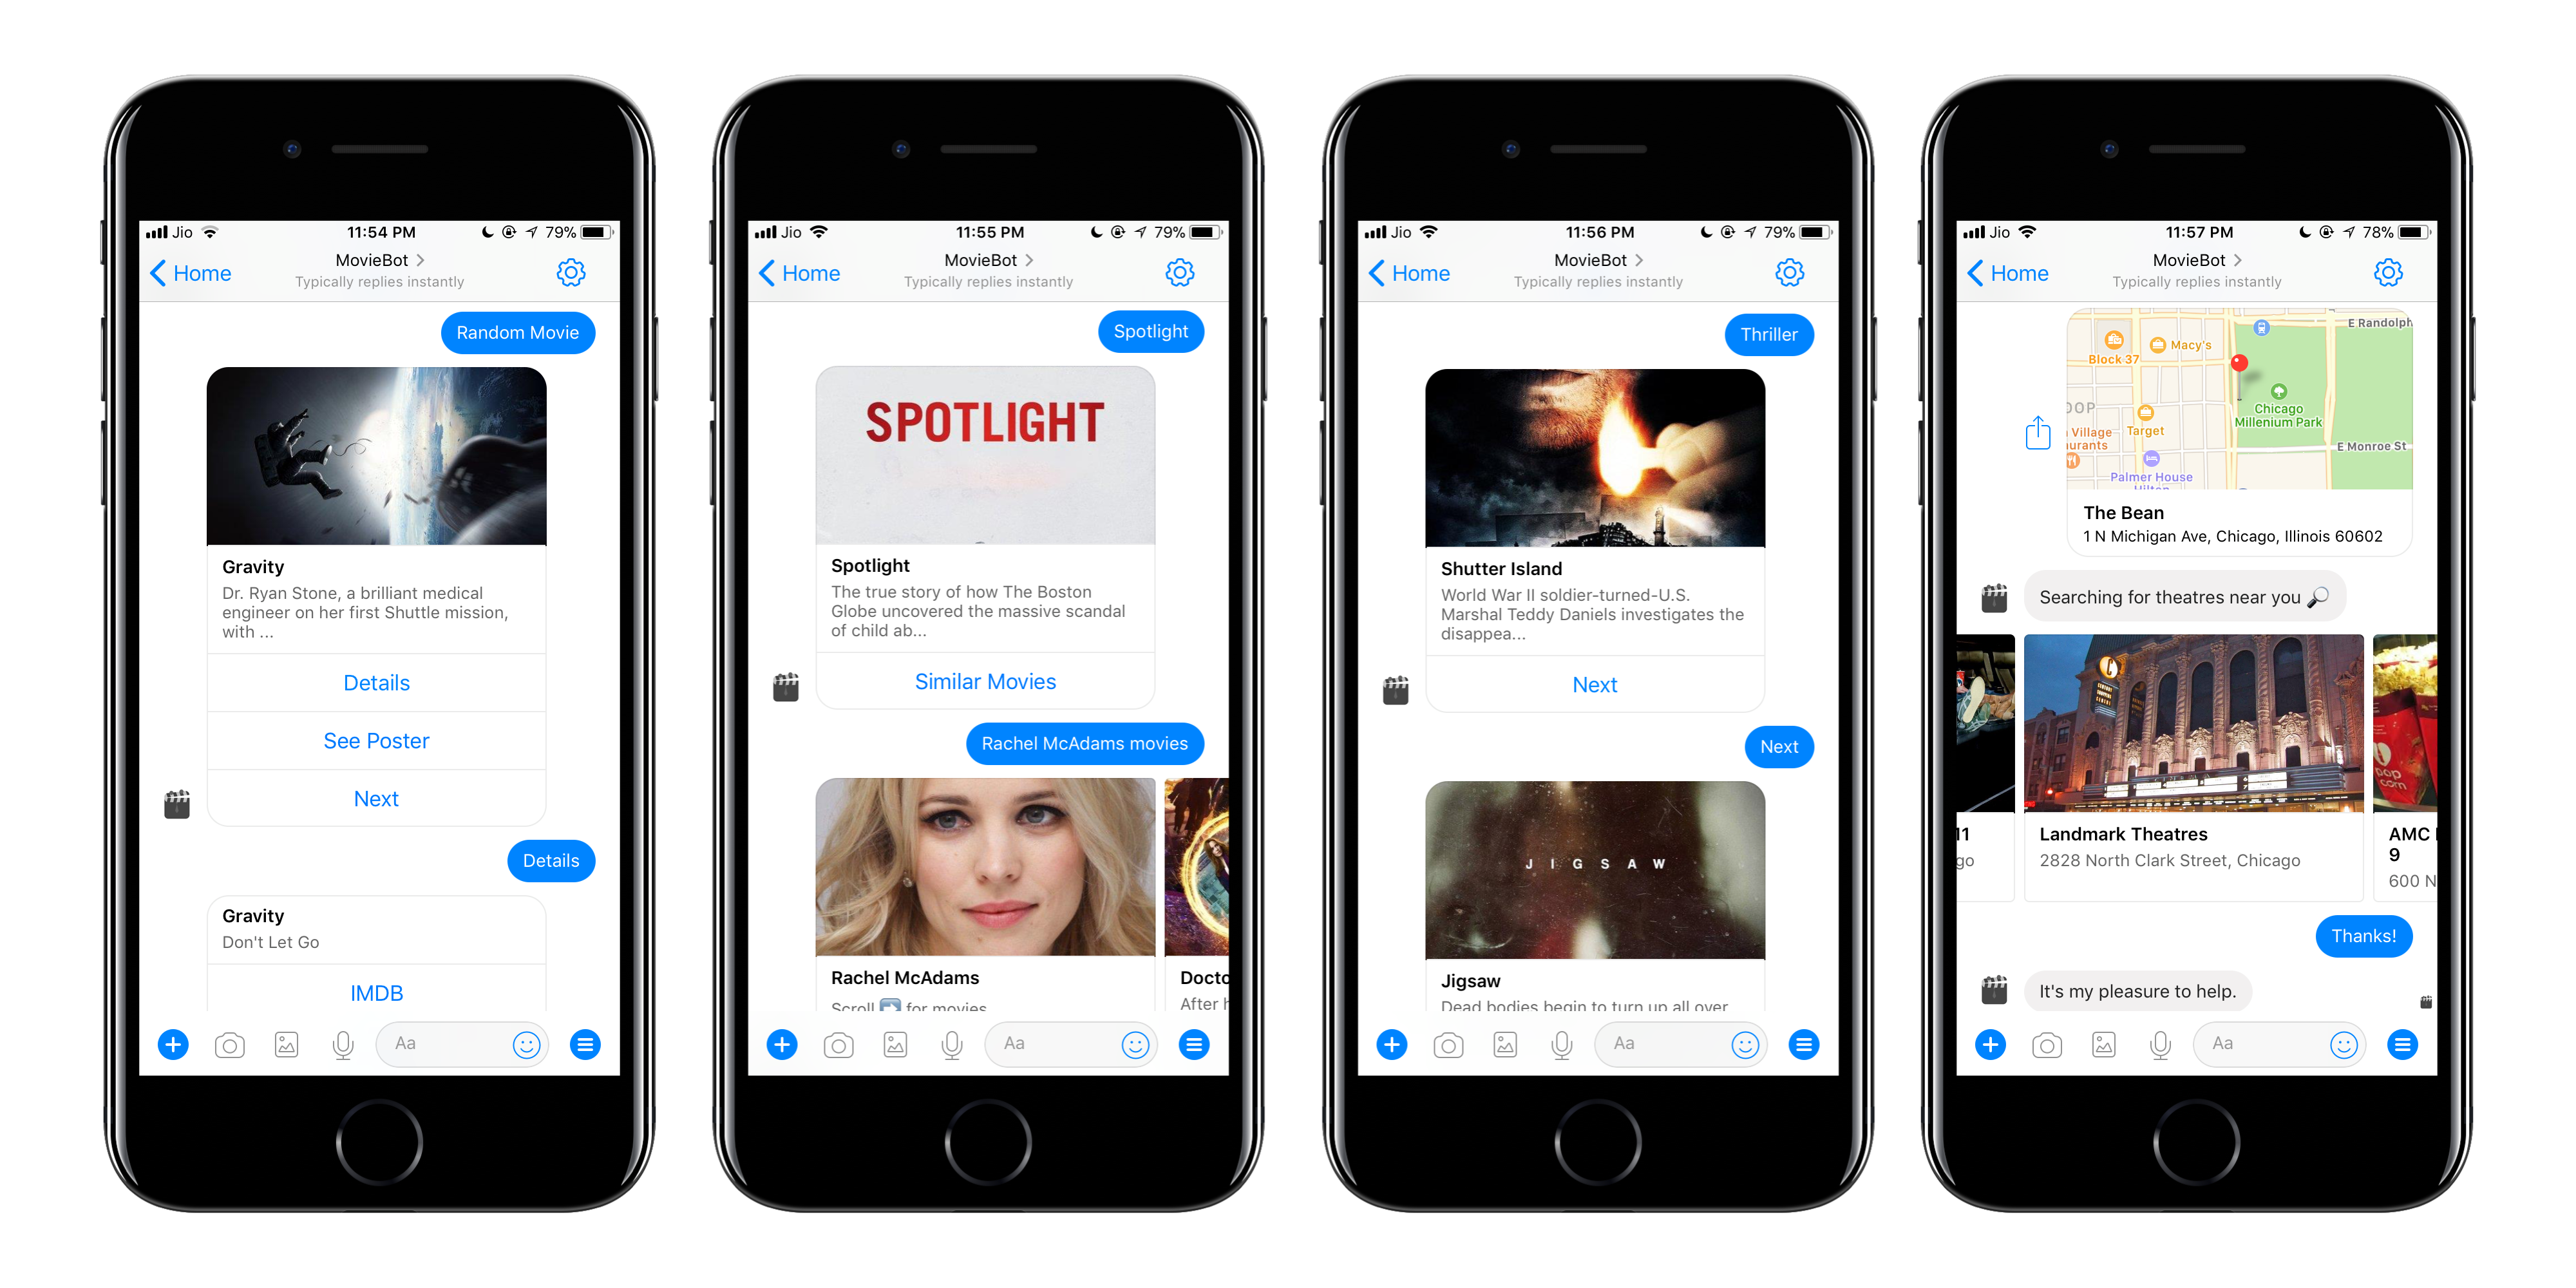 Jio 11:54 PM 79%
Home MovieBot
Typically replies instantly
Random Movie
Gravity
Dr. Ryan Stone, a brilliant medical
engineer on her first Shuttle mission,
with ...
Details
See Poster
Next
Details
Gravity
Don't Let Go
IMDB
Aa
Jio 11:55 PM 79%
Home MovieBot
Typically replies instantly
Spotlight
SPOTLIGHT
Spotlight
The true story of how The Boston
Globe uncovered the massive scandal
of child ab...
Similar Movies
Rachel McAdams movies
Rachel McAdams
Scroll ➡️ for movies
Docto
After h
Aa
Jio 11:56 PM 79%
Home MovieBot
Typically replies instantly
Thriller
Shutter Island
World War II soldier-turned-U.S.
Marshal Teddy Daniels investigates the
disappea...
Next
Next
JIGSAW
Jigsaw
Dead bodies begin to turn up all over
Aa
Jio 11:57 PM 78%
Home MovieBot
Typically replies instantly
E Randolph
Macy's
Block 37
OOP
Chicago
Millenium Park
Target
Village
urants
E Monroe St
Palmer House
Hilton
The Bean
1 N Michigan Ave, Chicago, Illinois 60602
Searching for theatres near you 🔎
pop
corn
11
go
Landmark Theatres
2828 North Clark Street, Chicago
AMC
9
600 N
Thanks!
It's my pleasure to help.
Aa